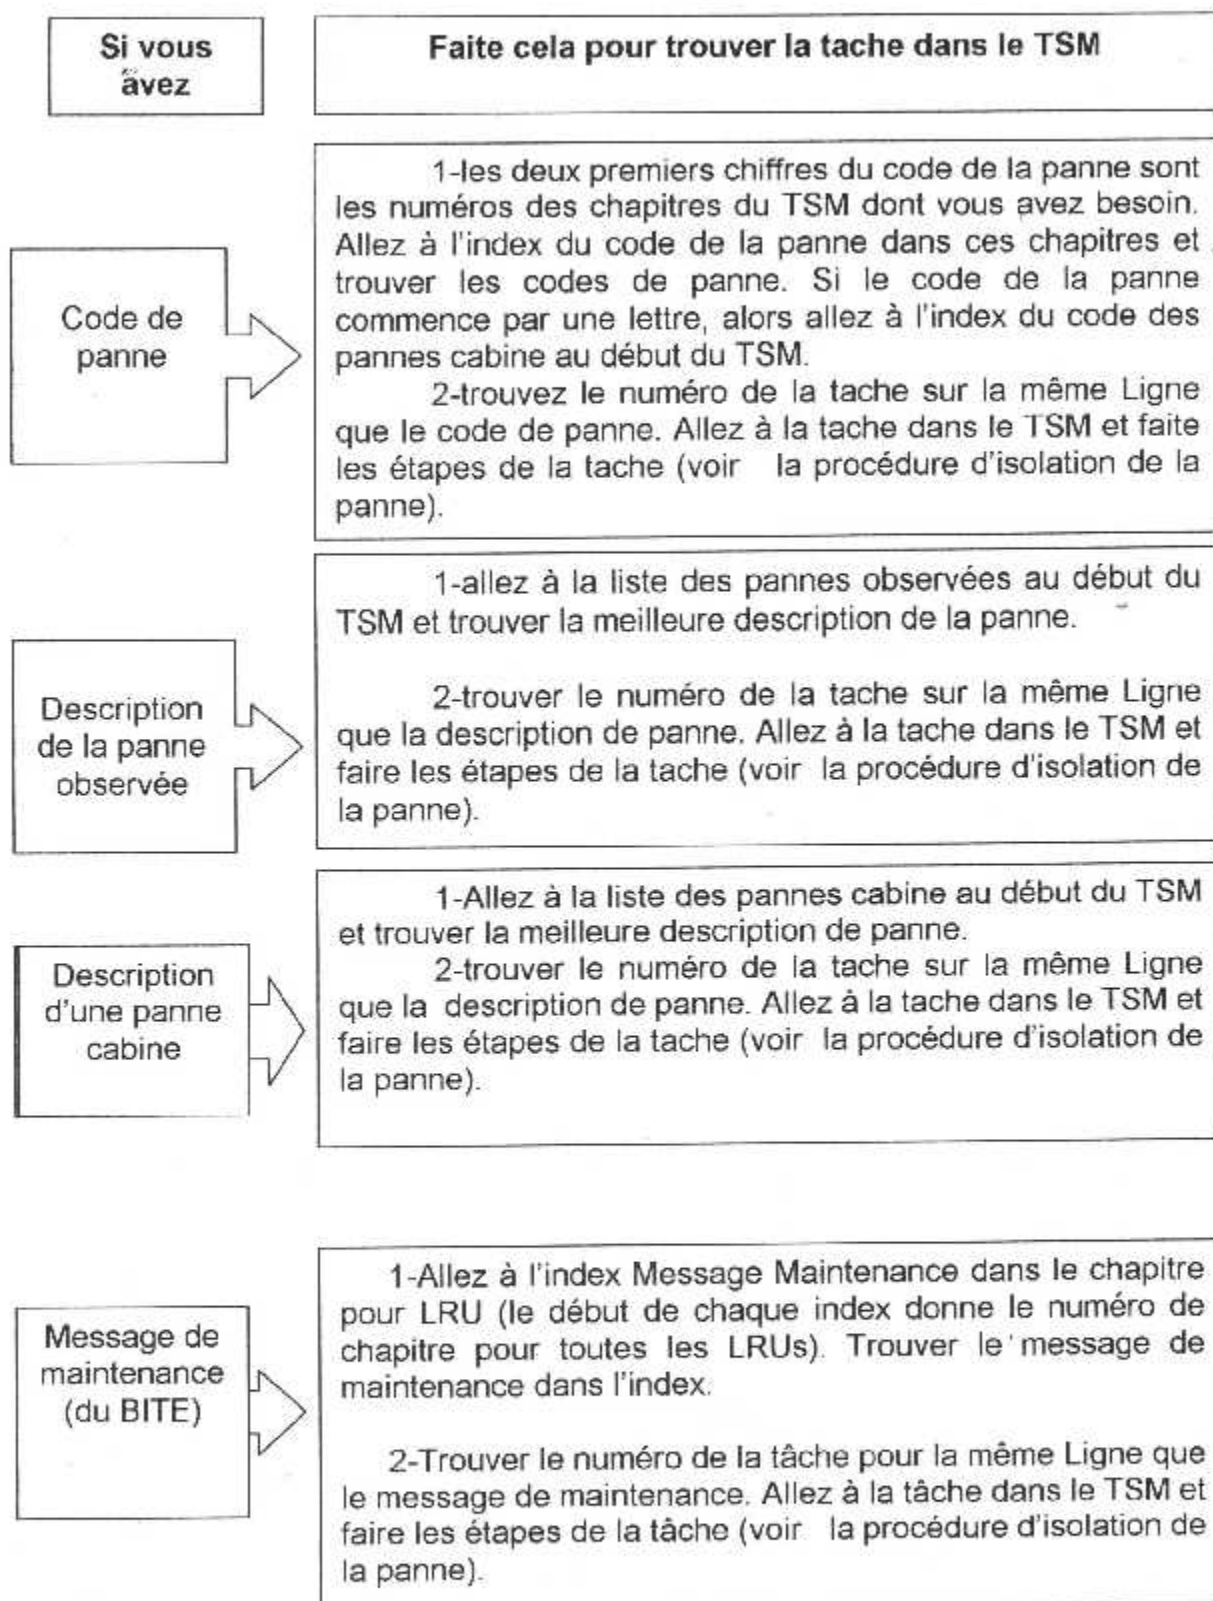 Si vous
avez
Faite cela pour trouver la tache dans le TSM
Code de
panne
1-les deux premiers chiffres du code de la panne sont
les numéros des chapitres du TSM dont vous avez besoin.
Allez à l'index du code de la panne dans ces chapitres et
trouver les codes de panne. Si le code de la panne
commence par une lettre, alors allez à l'index du code des
pannes cabine au début du TSM.
2-trouvez le numéro de la tache sur la même Ligne
que le code de panne. Allez à la tache dans le TSM et faite
les étapes de la tache (voir la procédure d'isolation de la
panne).
Description
de la panne
observée
1-allez à la liste des pannes observées au début du
TSM et trouver la meilleure description de la panne.
2-trouver le numéro de la tache sur la même Ligne
que la description de panne. Allez à la tache dans le TSM et
faire les étapes de la tache (voir la procédure d'isolation de
la panne).
Description
d'une panne
cabine
1-Allez à la liste des pannes cabine au début du TSM
et trouver la meilleure description de panne.
2-trouver le numéro de la tache sur la même Ligne
que la description de panne. Allez à la tache dans le TSM et
faire les étapes de la tache (voir la procédure d'isolation de
la panne).
Message de
maintenance
(du BITE)
1-Allez à l'index Message Maintenance dans le chapitre
pour LRU (le début de chaque index donne le numéro de
chapitre pour toutes les LRUs). Trouver le message de
maintenance dans l'index.
2-Trouver le numéro de la tâche pour la même Ligne que
le message de maintenance. Allez à la tâche dans le TSM et
faire les étapes de la tâche (voir la procédure d'isolation de
la panne).